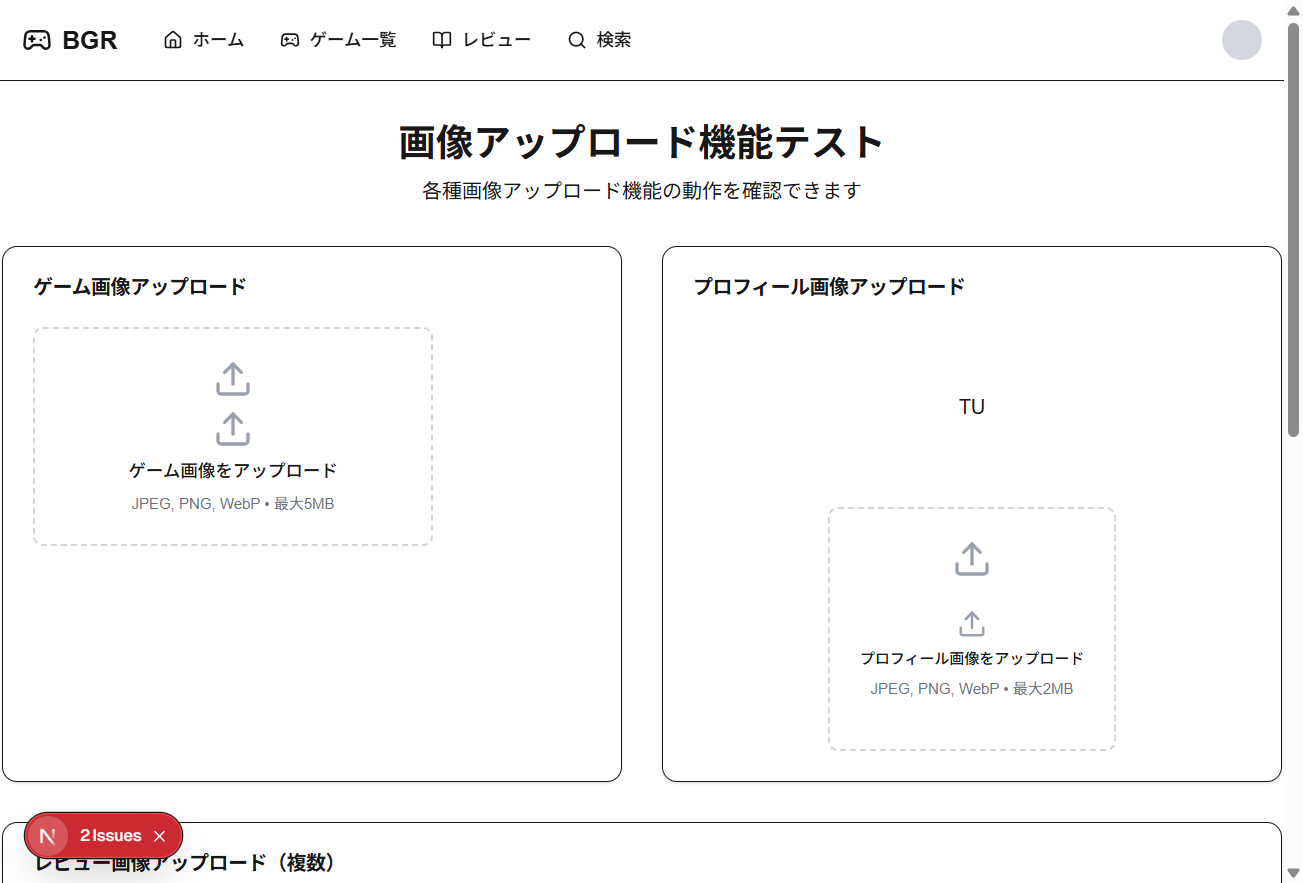 BGR ホーム ゲーム一覧 レビュー 検索
画像アップロード機能テスト
各種画像アップロード機能の動作を確認できます
ゲーム画像アップロード
ゲーム画像をアップロード
JPEG, PNG, WebP • 最大5MB
プロフィール画像アップロード
TU
プロフィール画像をアップロード
JPEG, PNG, WebP • 最大2MB
N 2 Issues ×
レビュー画像アップロード（複数）